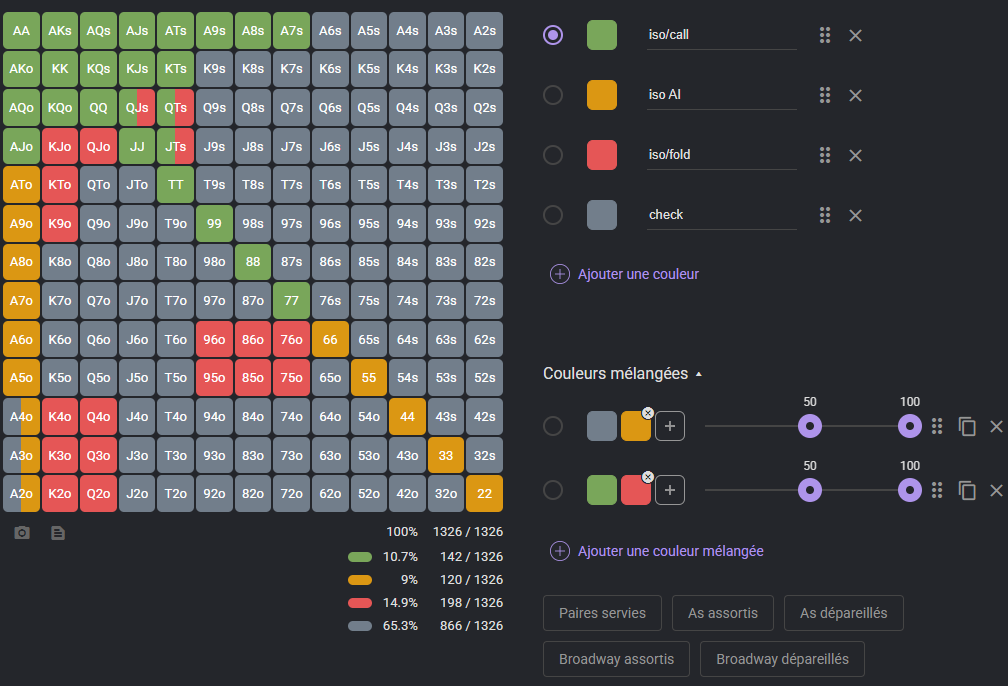 AA AKs AQs AJs ATs A9s A8s A7s A6s A5s A4s A3s A2s
AKo KK KQs KJs KTs K9s K8s K7s K6s K5s K4s K3s K2s
AQo KQo QQ QJs QTs Q9s Q8s Q7s Q6s Q5s Q4s Q3s Q2s
AJo KJo QJo JJ JTs J9s J8s J7s J6s J5s J4s J3s J2s
ATo KTo QTo JTo TT T9s T8s T7s T6s T5s T4s T3s T2s
A9o K9o Q9o J9o T9o 99 98s 97s 96s 95s 94s 93s 92s
A8o K8o Q8o J8o T8o 98o 88 87s 86s 85s 84s 83s 82s
A7o K7o Q7o J7o T7o 97o 87o 77 76s 75s 74s 73s 72s
A6o K6o Q6o J6o T6o 96o 86o 76o 66 65s 64s 63s 62s
A5o K5o Q5o J5o T5o 95o 85o 75o 65o 55 54s 53s 52s
A4o K4o Q4o J4o T4o 94o 84o 74o 64o 54o 44 43s 42s
A3o K3o Q3o J3o T3o 93o 83o 73o 63o 53o 43o 33 32s
A2o K2o Q2o J2o T2o 92o 82o 72o 62o 52o 42o 32o 22
100% 1326 / 1326
10.7% 142 / 1326
9% 120 / 1326
14.9% 198 / 1326
65.3% 866 / 1326
iso/call
iso AI
iso/fold
check
Ajouter une couleur
Couleurs mélangées
50 100
50 100
Ajouter une couleur mélangée
Paires servies As assortis As dépareillés
Broadway assortis Broadway dépareillés